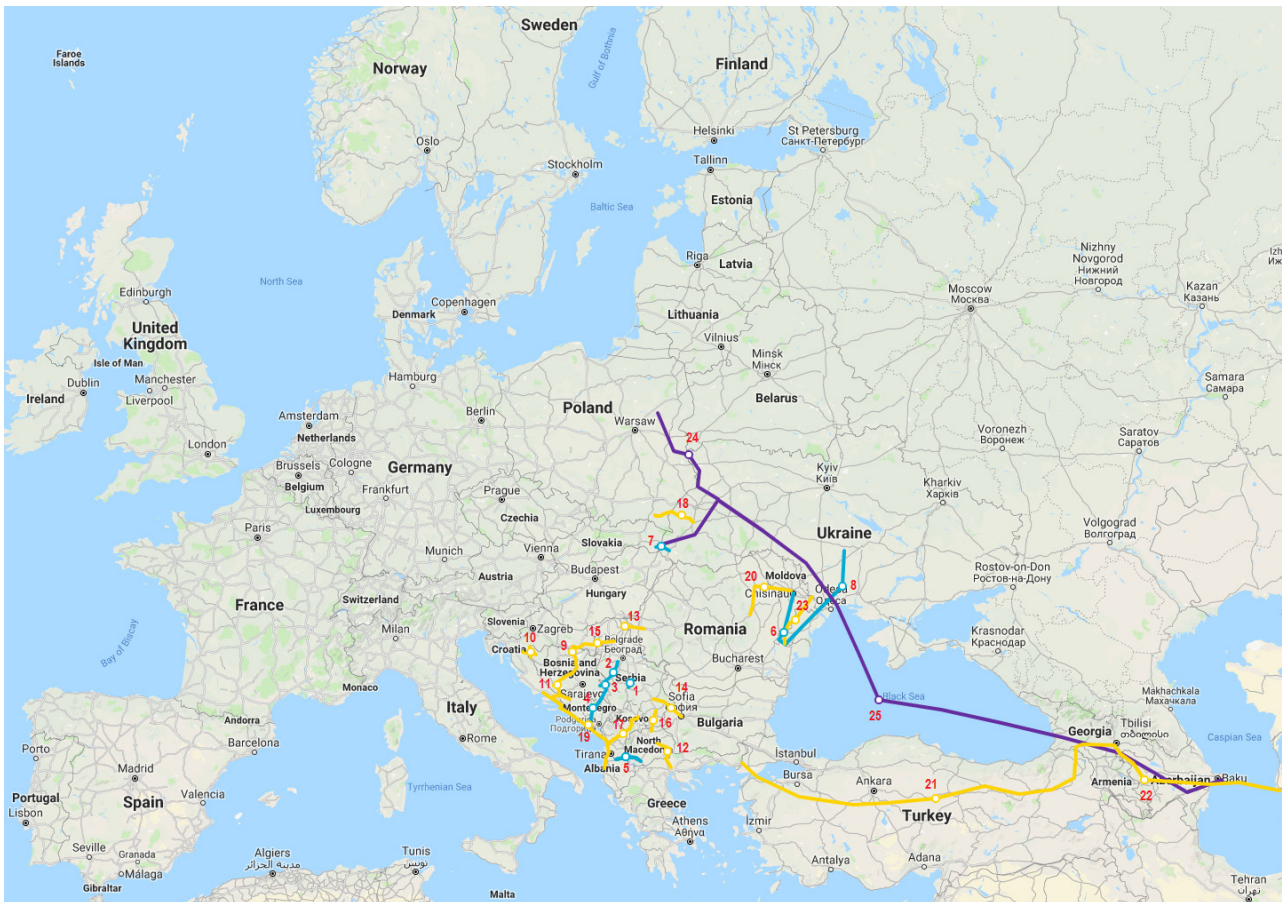 Sweden
Faroe
Islands
Norway
Finland
Gulf of Bothnia
Helsinki
St Petersburg
Санкт-Петербург
Oslo
Tallinn
Stockholm
Estonia
Baltic Sea
Riga
Latvia
Nizhny
Novgorod
Нижний
Новгород
North Sea
Moscow
Москва
Kazan
Казань
Edinburgh
Copenhagen
Denmark
Lithuania
United
Kingdom
Vilnius
Isle of Man
Minsk
Мінск
Hamburg
Dublin
Manchester
Samara
Самара
Ireland
Liverpool
Belarus
Poland
Berlin
Amsterdam
Warsaw
Netherlands
24
Voronezh
Воронеж
Saratov
Саратов
London
Brussels
Cologne
Germany
Kyiv
Київ
Belgium
Kharkiv
Харків
Frankfurt
Luxembourg
Prague
18
Czechia
Paris
Ukraine
Volgograd
Волгоград
7
Slovakia
Vienna
Munich
Rostov-on-Don
Ростов-на-Дону
Budapest
20
Moldova
Austria
8
Chisinau
Odesa
Одеса
Hungary
Switzerland
France
23
Slovenia
Zagreb
13
Romania
6
Krasnodar
Краснодар
Milan
10
15
Belgrade
Београд
Croatia
9
Bosnia and
Herzegovina
2
Bucharest
Bay of Biscay
11
Serbia
3
1
Monaco
Sarajevo
14
Black Sea
Makhachkala
Махачкала
4
Montenegro
Sofia
София
Italy
25
Andorra
Podgorica
Подгорица
Kosovo
16
Bulgaria
Tbilisi
თბილისი
Georgia
Caspian Sea
19
17
Rome
North
Macedonia
12
Porto
Barcelona
Tirana
İstanbul
Albania
5
Madrid
Bursa
Ankara
Armenia
Azerbaijan
Baku
Tyrrhenian Sea
21
22
Portugal
Spain
Valencia
Greece
Lisbon
Turkey
Athens
Αθήνα
İzmir
Seville
Algiers
مدينة الجزائر
Tunis
تونس
Granada
Antalya
Adana
Málaga
Gibraltar
Malta
Tehran
تهران